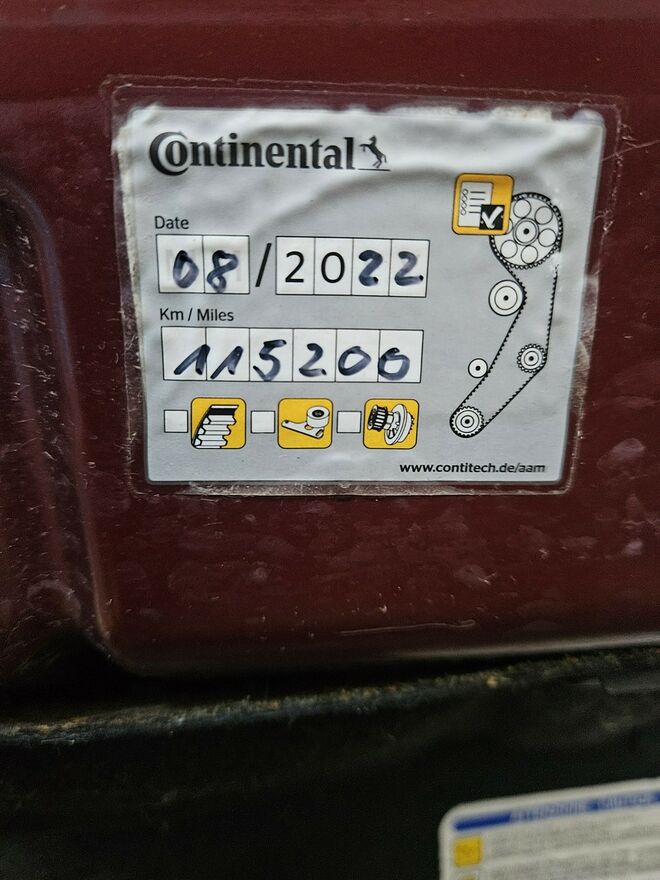 Continental
Date
08/2022
Km / Miles
115200
www.contitech.de/aam